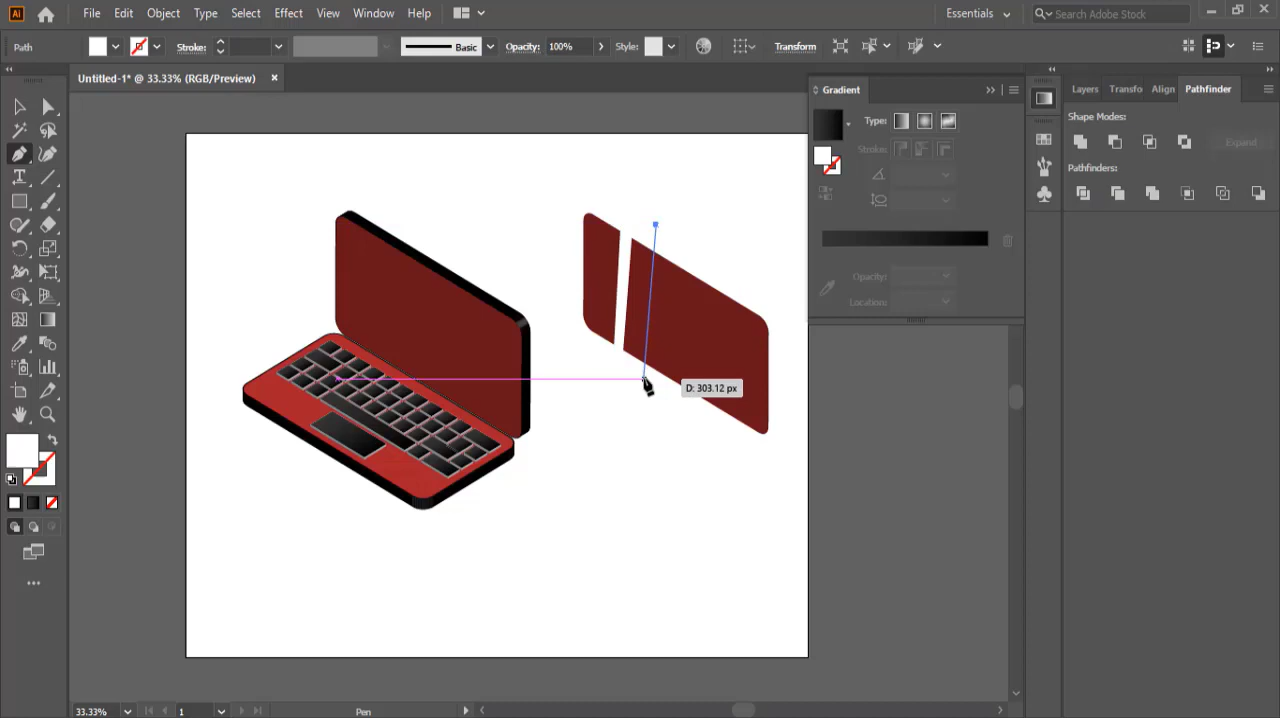 Ai File Edit Object Type Select Effect View Window Help Essentials Search Adobe Stock
Path Stroke: Basic Opacity: 100% Style: Transform
Untitled-1* @ 33.33% (RGB/Preview)
Gradient
Type:
Stroke:
Opacity:
Location:
Layers Transfo Align Pathfinder
Shape Modes:
Expand
Pathfinders:
D: 303.12 px
33.33% 1 Pen